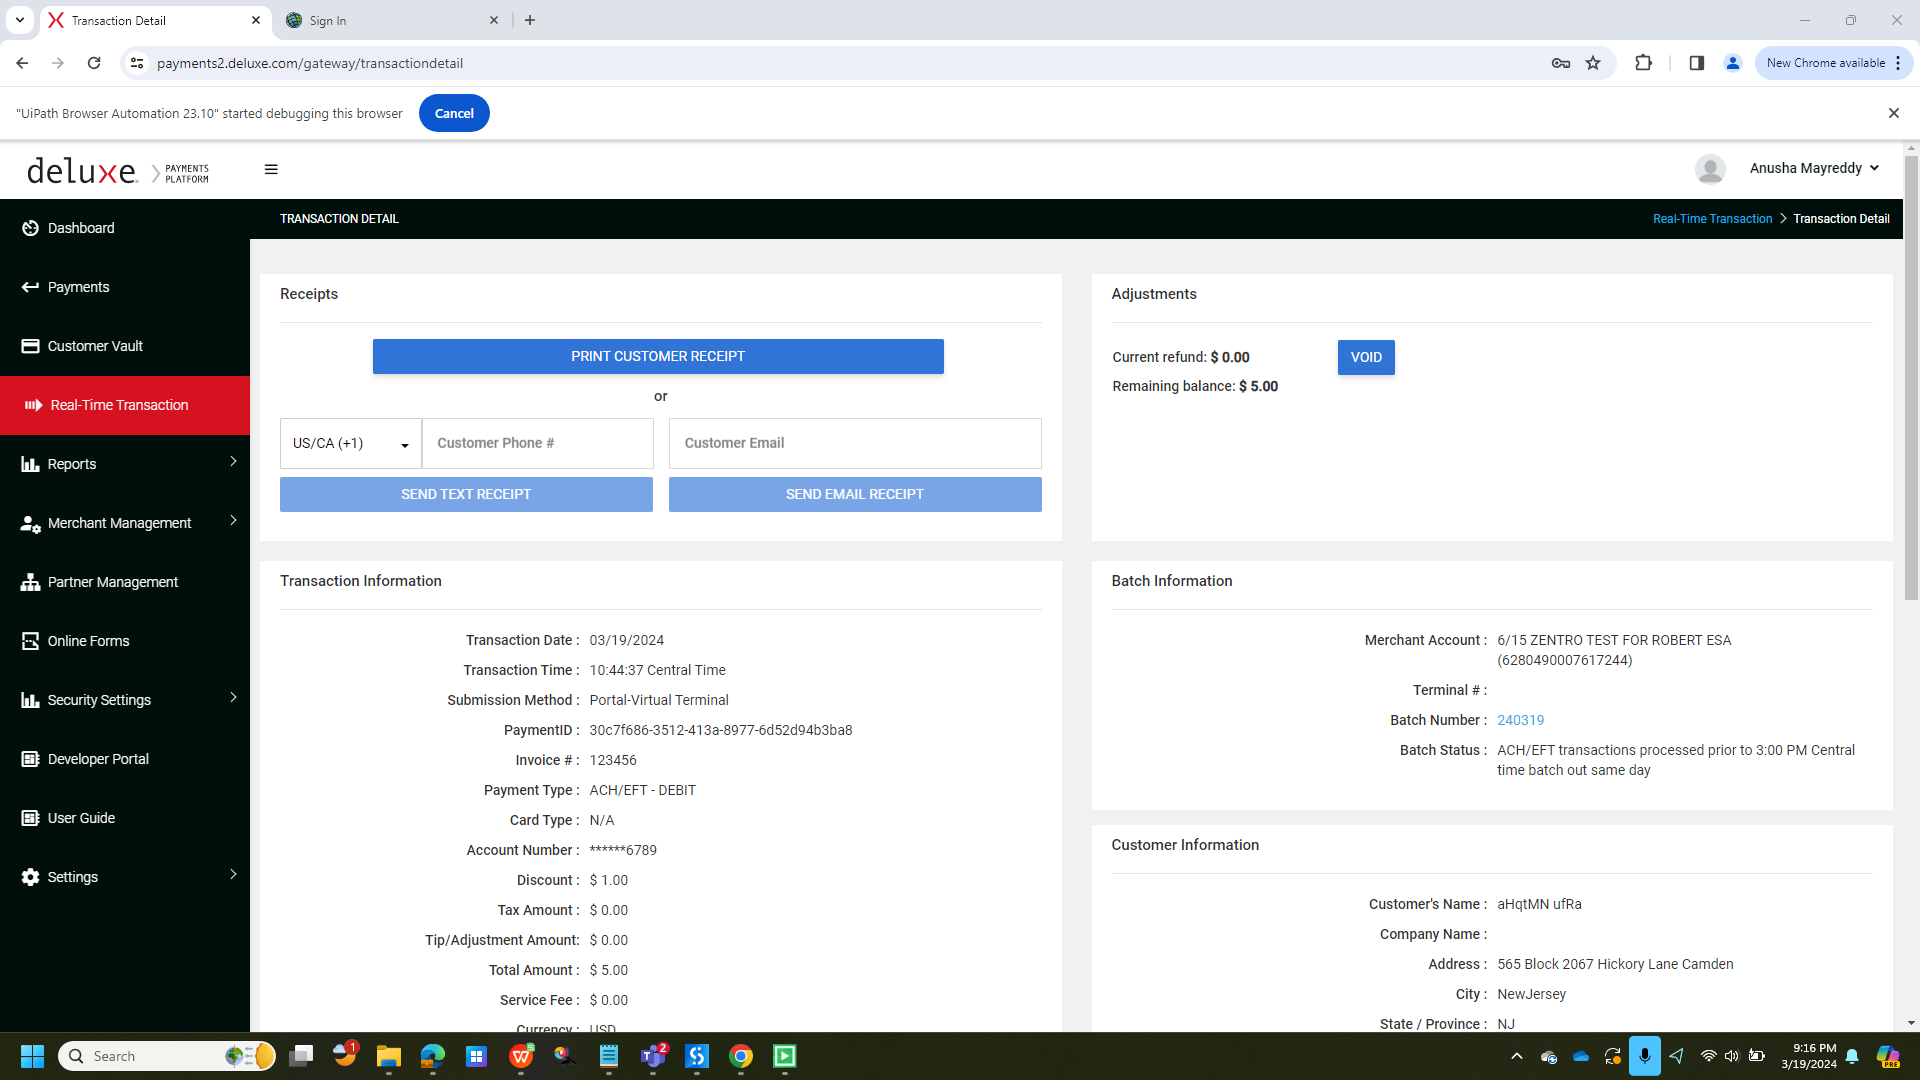 Transaction Detail
Sign In
payments2.deluxe.com/gateway/transactiondetail
New Chrome available
"UiPath Browser Automation 23.10" started debugging this browser
Cancel
deluxe. PAYMENTS
PLATFORM
Anusha Mayreddy
TRANSACTION DETAIL
Real-Time Transaction > Transaction Detail
Dashboard
Payments
Customer Vault
Real-Time Transaction
Reports
Merchant Management
Partner Management
Online Forms
Security Settings
Developer Portal
User Guide
Settings
Receipts
PRINT CUSTOMER RECEIPT
or
US/CA (+1)
Customer Phone #
Customer Email
SEND TEXT RECEIPT
SEND EMAIL RECEIPT
Adjustments
Current refund: $ 0.00
VOID
Remaining balance: $ 5.00
Transaction Information
Transaction Date : 03/19/2024
Transaction Time : 10:44:37 Central Time
Submission Method : Portal-Virtual Terminal
PaymentID : 30c7f686-3512-413a-8977-6d52d94b3ba8
Invoice # : 123456
Payment Type : ACH/EFT - DEBIT
Card Type : N/A
Account Number : ******6789
Discount : $ 1.00
Tax Amount : $ 0.00
Tip/Adjustment Amount: $ 0.00
Total Amount : $ 5.00
Service Fee : $ 0.00
Currency : USD
Batch Information
Merchant Account : 6/15 ZENTRO TEST FOR ROBERT ESA
(6280490007617244)
Terminal # :
Batch Number : 240319
Batch Status : ACH/EFT transactions processed prior to 3:00 PM Central
time batch out same day
Customer Information
Customer's Name : aHqtMN ufRa
Company Name :
Address : 565 Block 2067 Hickory Lane Camden
City : NewJersey
State / Province : NJ
Search
1
2
9:16 PM
3/19/2024
PRE